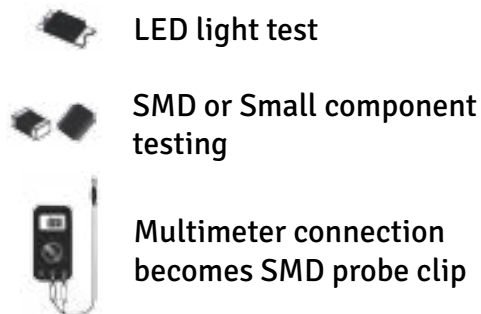 LED light test
SMD or Small component
testing
Multimeter connection
becomes SMD probe clip